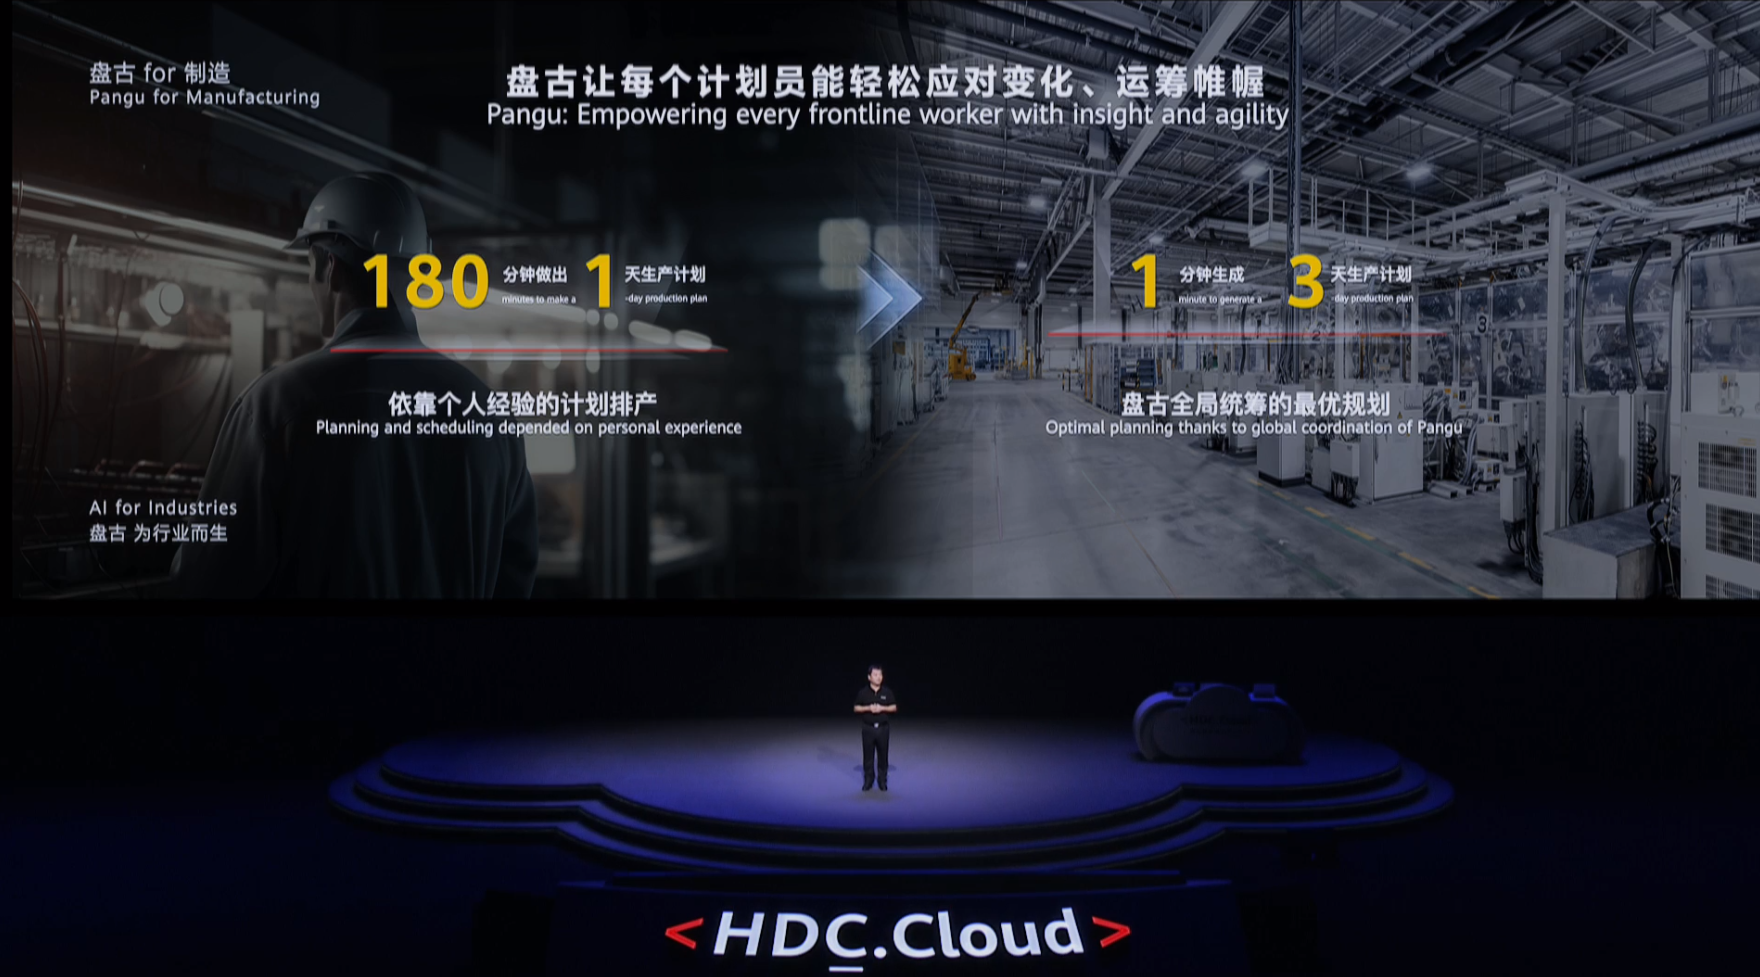 盘古 for 制造
Pangu for Manufacturing
盘古让每个计划员能轻松应对变化、运筹帷幄
Pangu: Empowering every frontline worker with insight and agility
180 分钟做出 1 天生产计划
minutes to make a -day production plan
依靠个人经验的计划排产
Planning and scheduling depended on personal experience
1 分钟生成 3 天生产计划
minute to generate a -day production plan
3
盘古全局统筹的最优规划
Optimal planning thanks to global coordination of Pangu
AI for Industries
盘古 为行业而生
<HDC.Cloud>